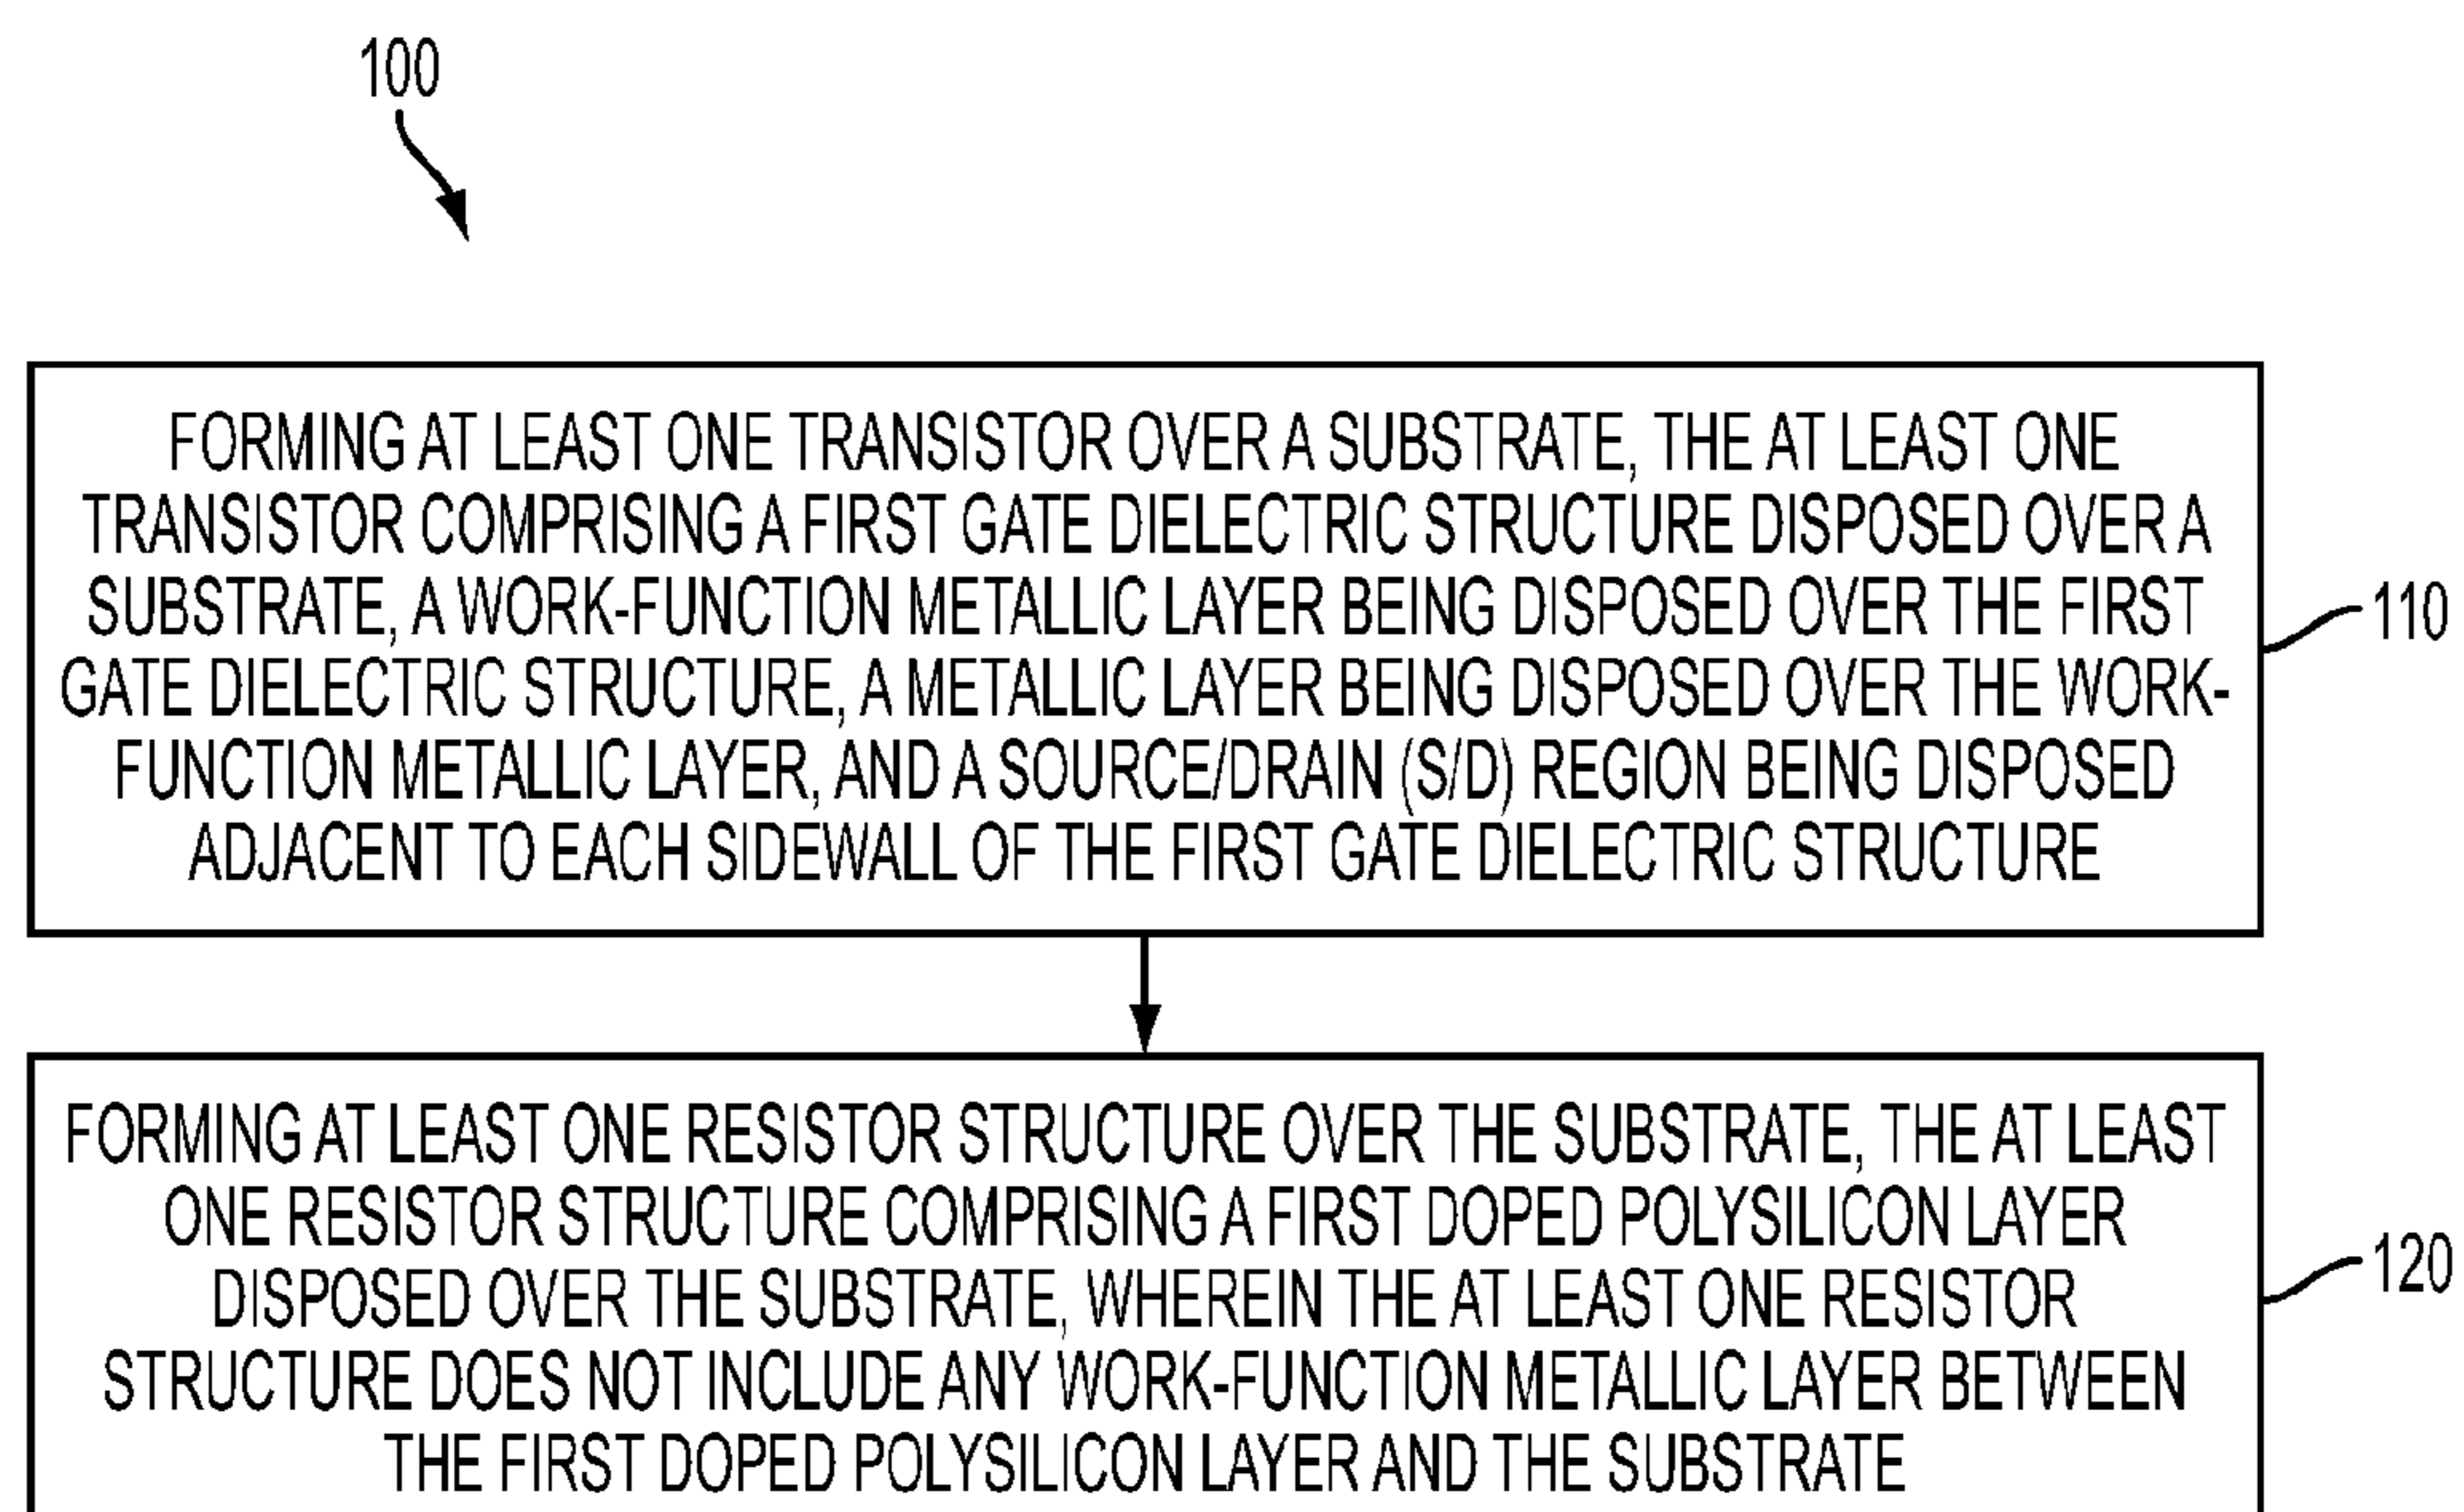 100
FORMING AT LEAST ONE TRANSISTOR OVER A SUBSTRATE, THE AT LEAST ONE
TRANSISTOR COMPRISING A FIRST GATE DIELECTRIC STRUCTURE DISPOSED OVER A
SUBSTRATE, A WORK-FUNCTION METALLIC LAYER BEING DISPOSED OVER THE FIRST
GATE DIELECTRIC STRUCTURE, A METALLIC LAYER BEING DISPOSED OVER THE WORK-
FUNCTION METALLIC LAYER, AND A SOURCE/DRAIN (S/D) REGION BEING DISPOSED
ADJACENT TO EACH SIDEWALL OF THE FIRST GATE DIELECTRIC STRUCTURE
110
FORMING AT LEAST ONE RESISTOR STRUCTURE OVER THE SUBSTRATE, THE AT LEAST
ONE RESISTOR STRUCTURE COMPRISING A FIRST DOPED POLYSILICON LAYER
DISPOSED OVER THE SUBSTRATE, WHEREIN THE AT LEAST ONE RESISTOR
STRUCTURE DOES NOT INCLUDE ANY WORK-FUNCTION METALLIC LAYER BETWEEN
THE FIRST DOPED POLYSILICON LAYER AND THE SUBSTRATE
120